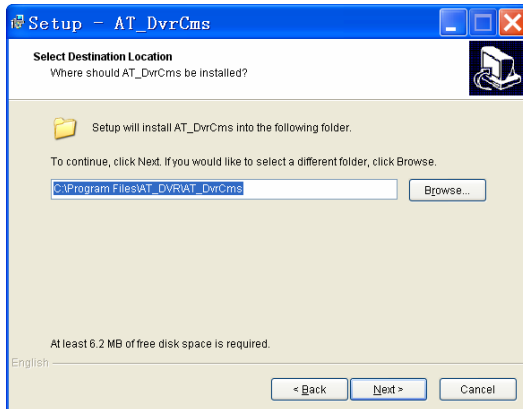 Setup - AT_DvrCms
Select Destination Location
Where should AT_DvrCms be installed?
Setup will install AT_DvrCms into the following folder.
To continue, click Next. If you would like to select a different folder, click Browse.
C:\Program Files\AT_DVR\AT_DvrCms
Browse...
At least 6.2 MB of free disk space is required.
English
< Back
Next >
Cancel